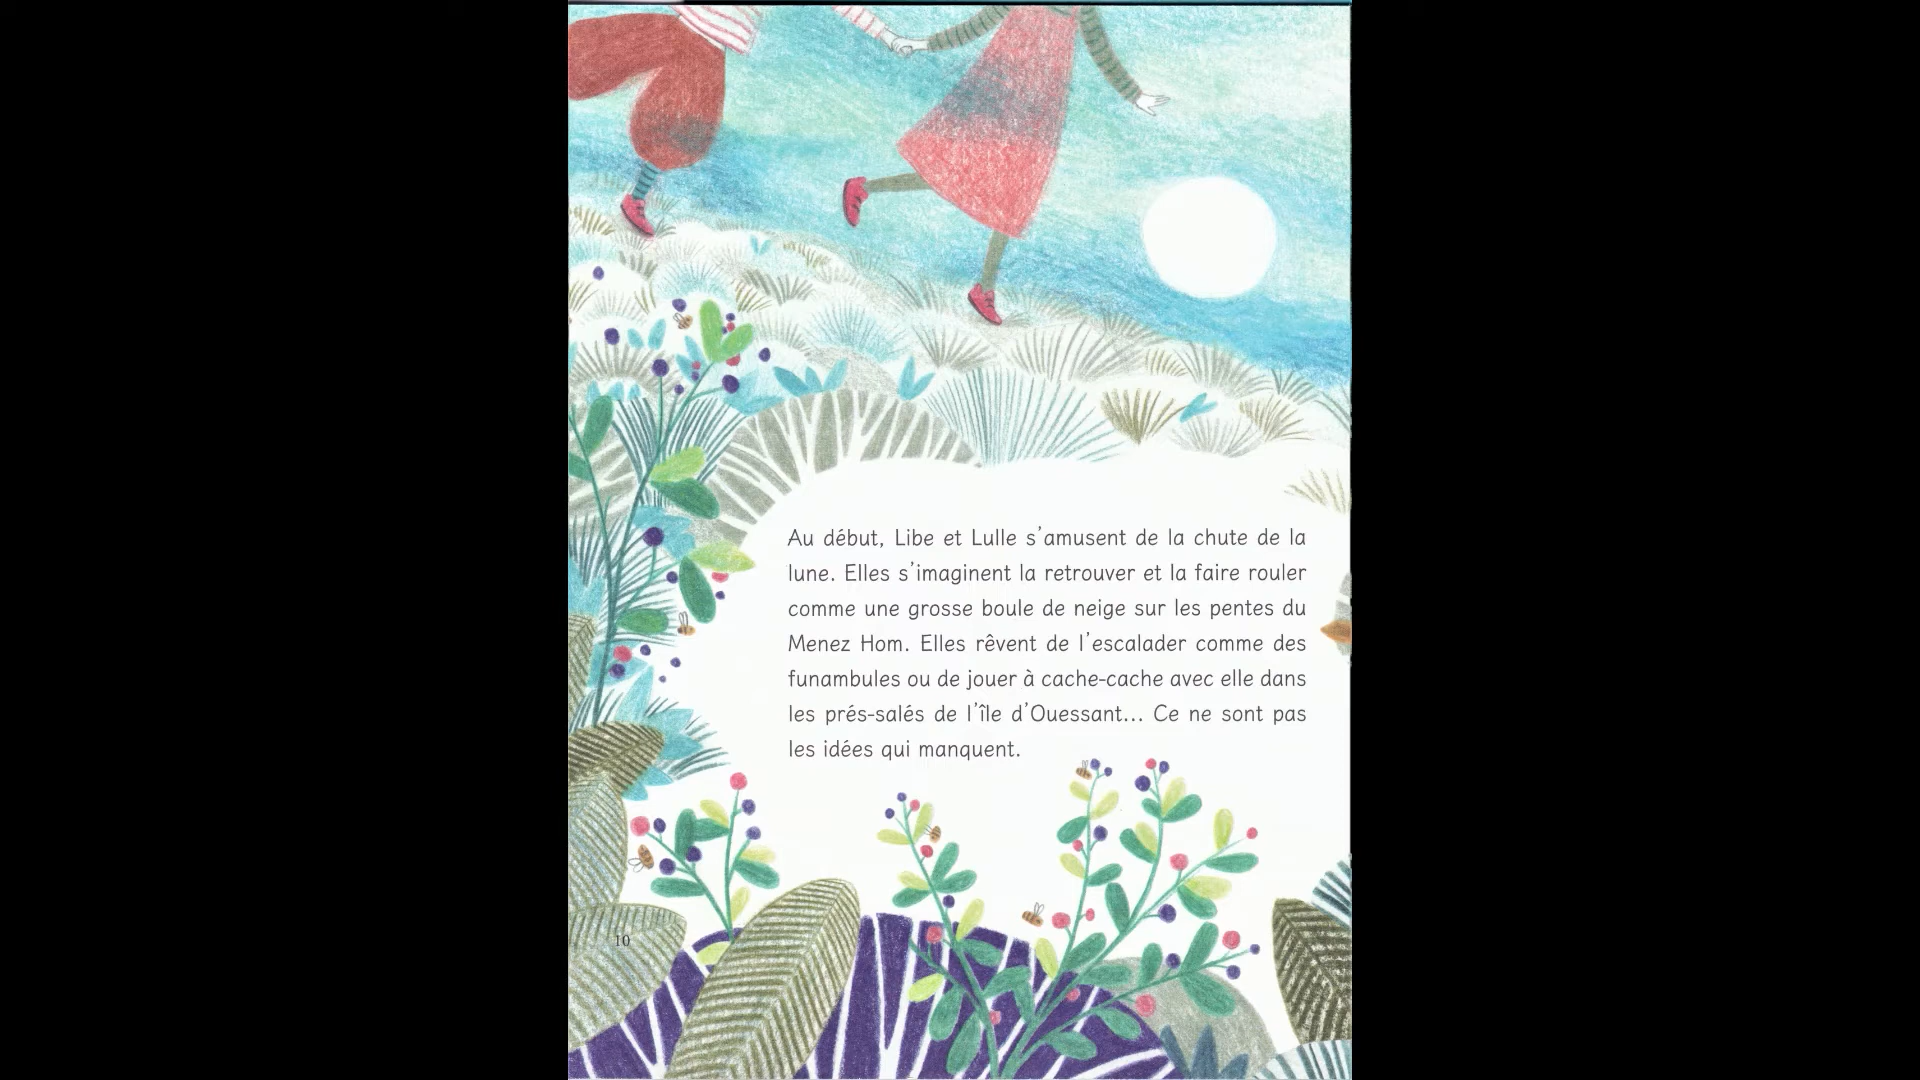 Au début, Libe et Lulle s'amusent de la chute de la
lune. Elles s'imaginent la retrouver et la faire rouler
comme une grosse boule de neige sur les pentes du
Menez Hom. Elles rêvent de l'escalader comme des
funambules ou de jouer à cache-cache avec elle dans
les prés-salés de l'île d'Ouessant... Ce ne sont pas
les idées qui manquent.
10